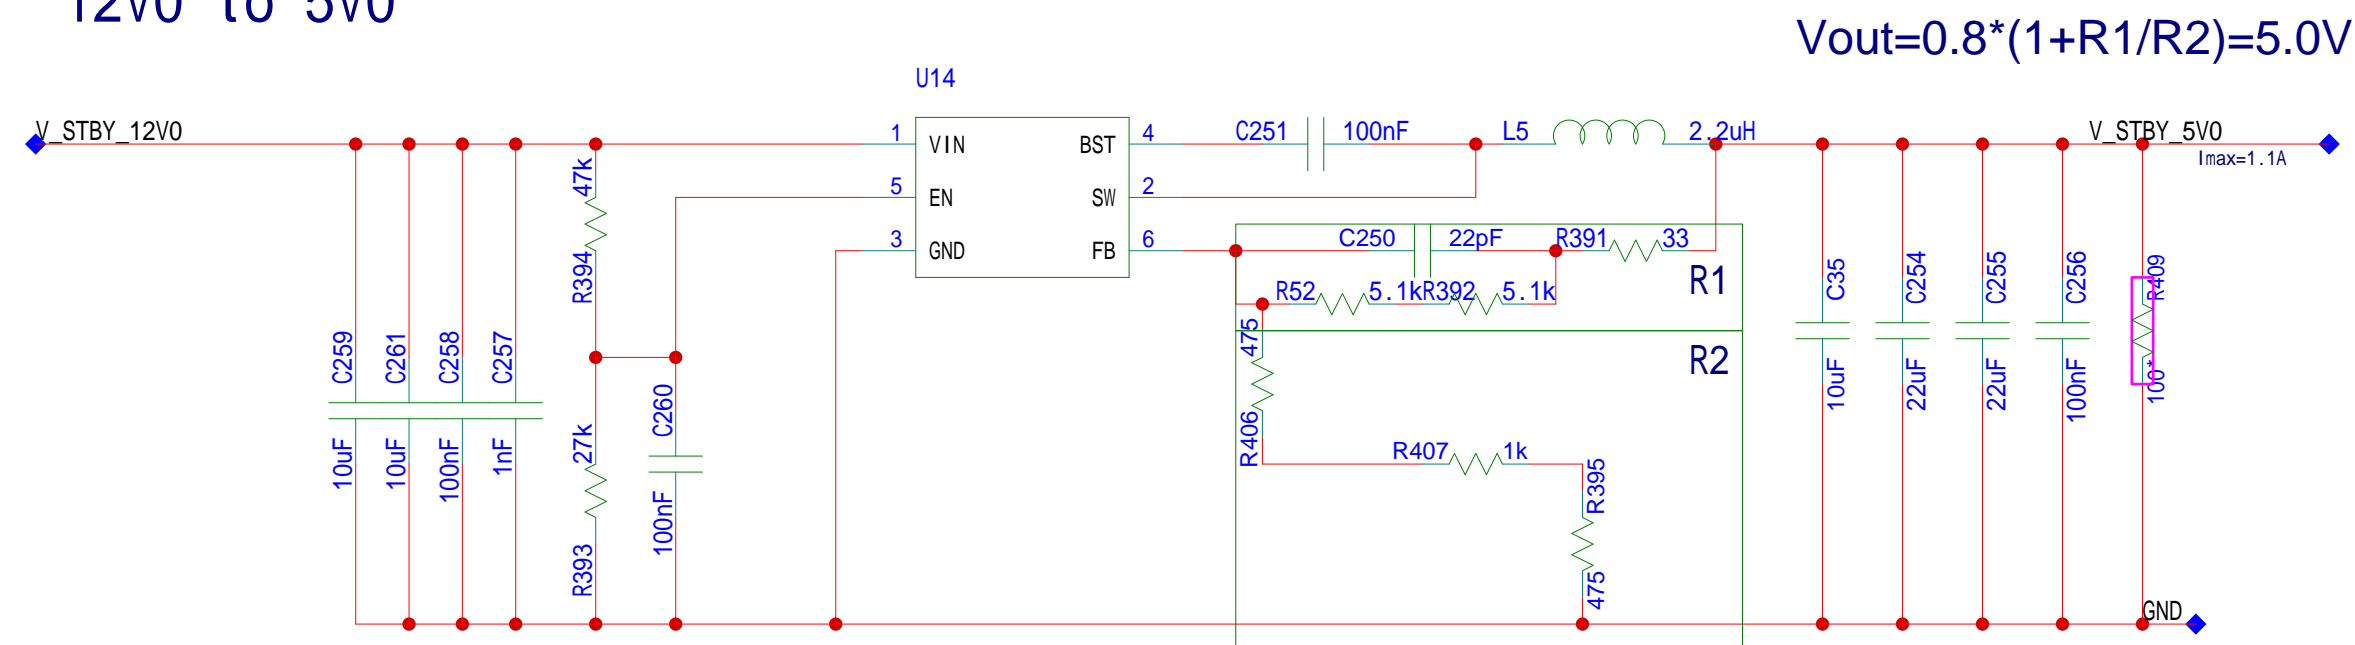 12V0 to 5V0
Vout=0.8*(1+R1/R2)=5.0V
U14
V_STBY_12V0
1 VIN
5 EN
3 GND
BST 4
SW 2
FB 6
C251 100nF
L5 2.2uH
V_STBY_5V0
Imax=1.1A
47k
R394
C250 22pF
R391 33
R52 5.1k
R392 5.1k
R1
R2
475
R406
R407 1k
R395
475
C259
10uF
C261
10uF
C258
100nF
C257
1nF
27k
R393
C260
100nF
C35
10uF
C254
22uF
C255
22uF
C256
100nF
R409
100*
GND